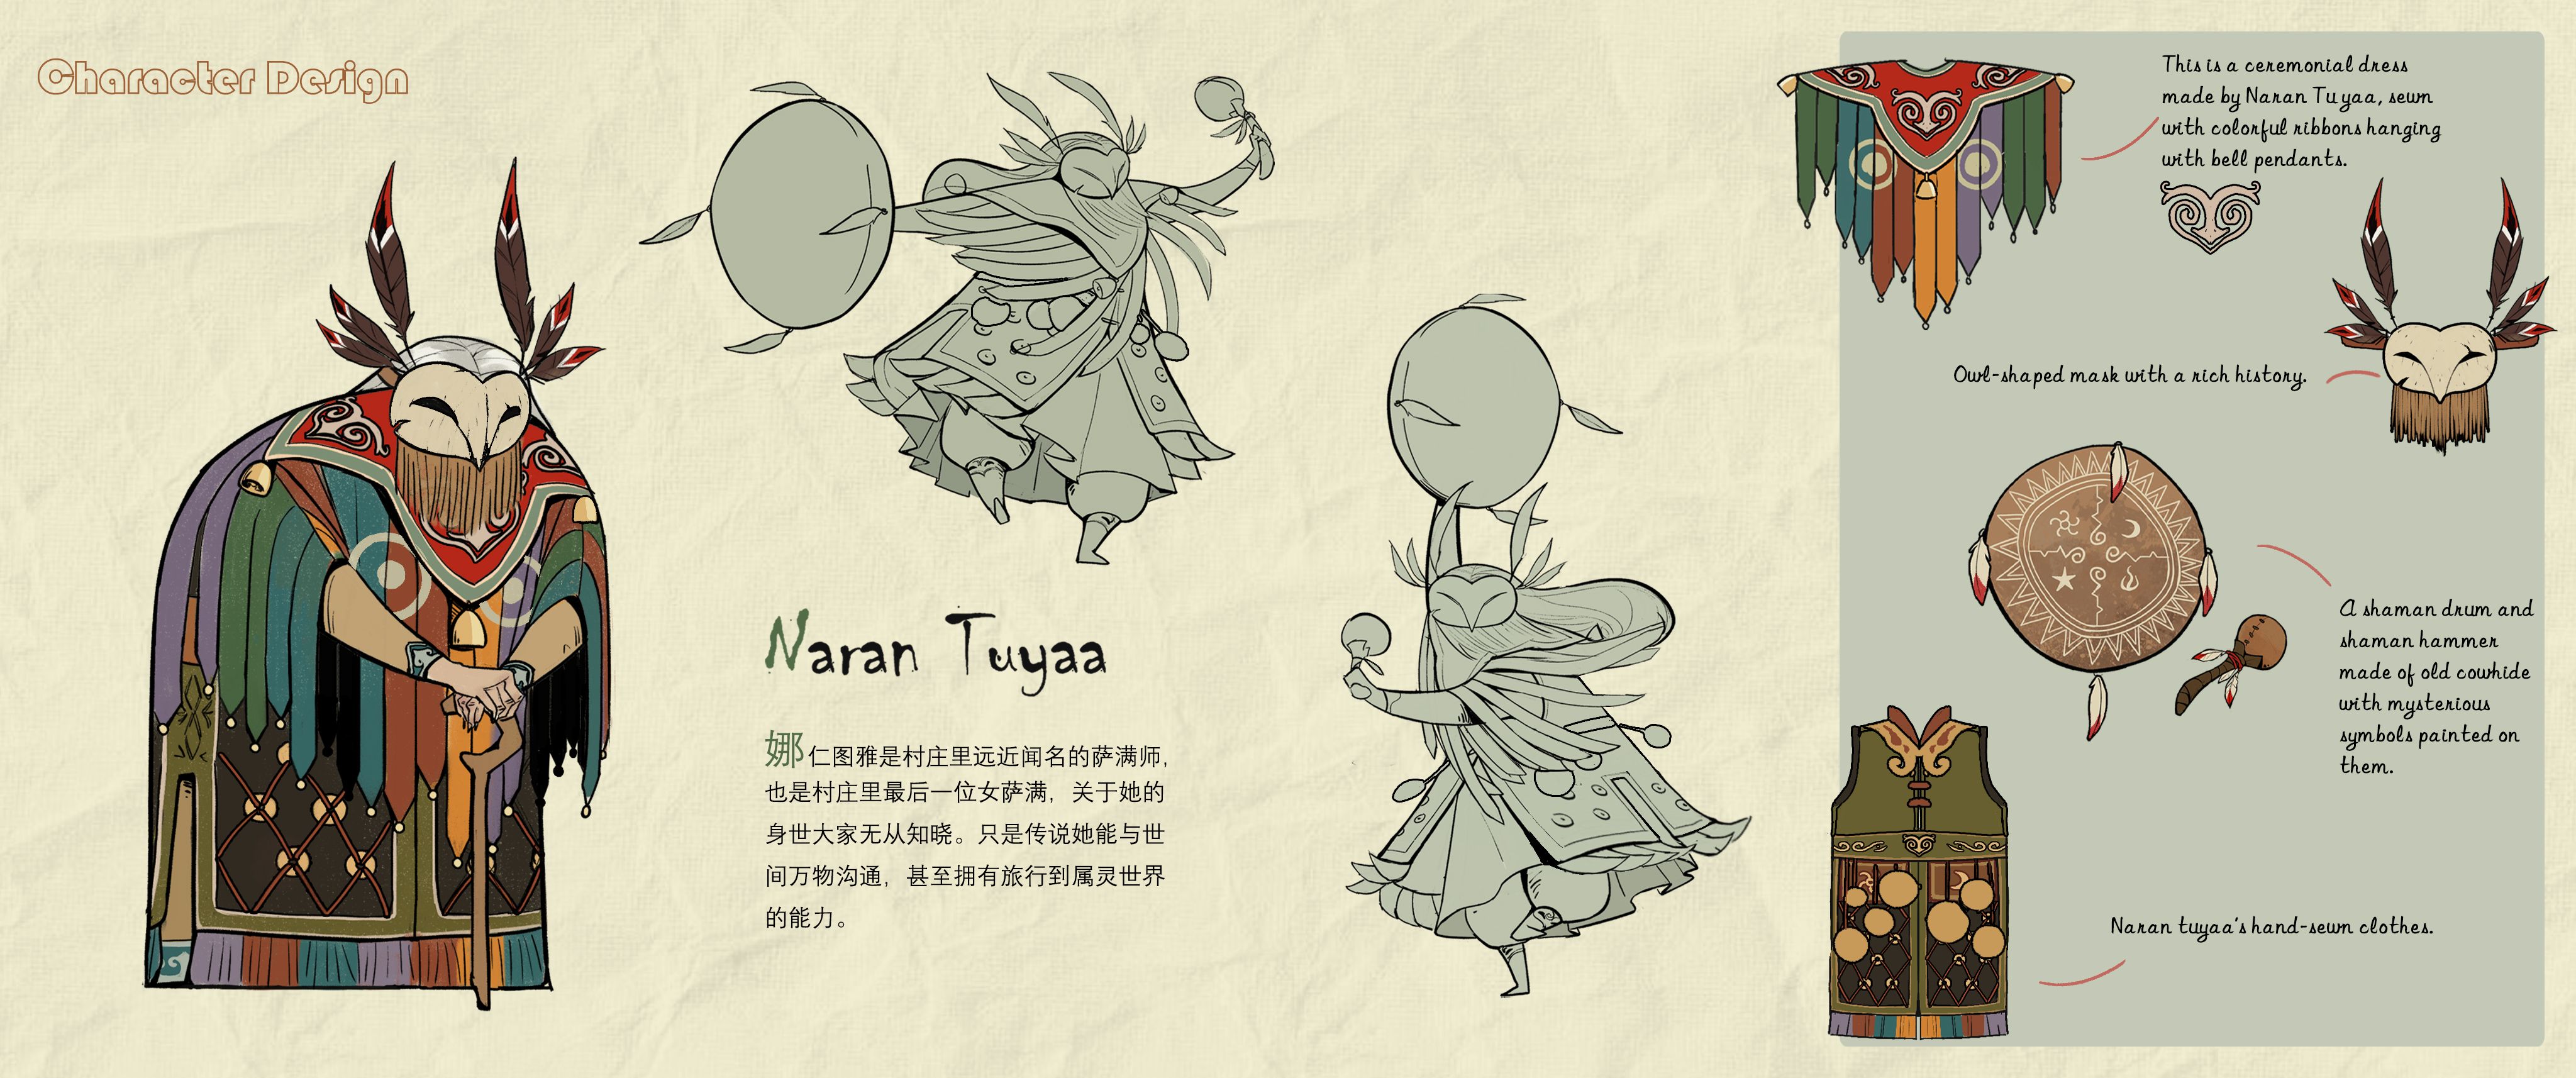 Character Design
Naran Tuyaa
娜仁图雅是村庄里远近闻名的萨满师,
也是村庄里最后一位女萨满，关于她的
身世大家无从知晓。只是传说她能与世
间万物沟通，甚至拥有旅行到属灵世界
的能力。
This is a ceremonial dress
made by Naran Tuyaa, sewn
with colorful ribbons hanging
with bell pendants.
Owl-shaped mask with a rich history.
A shaman drum and
shaman hammer
made of old cowhide
with mysterious
symbols painted on
them.
Naran tuyaa's hand-sewn clothes.